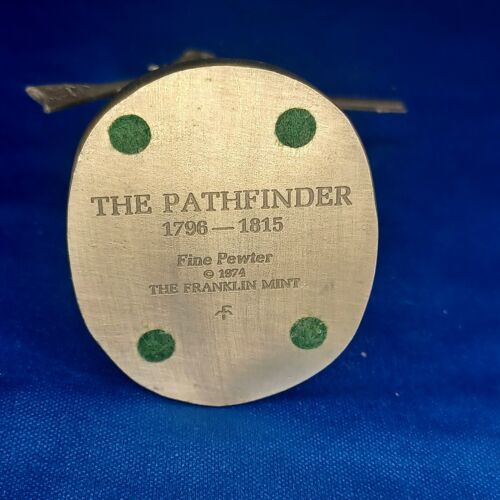 THE PATHFINDER
1796—1815
Fine Pewter
© 1974
THE FRANKLIN MINT